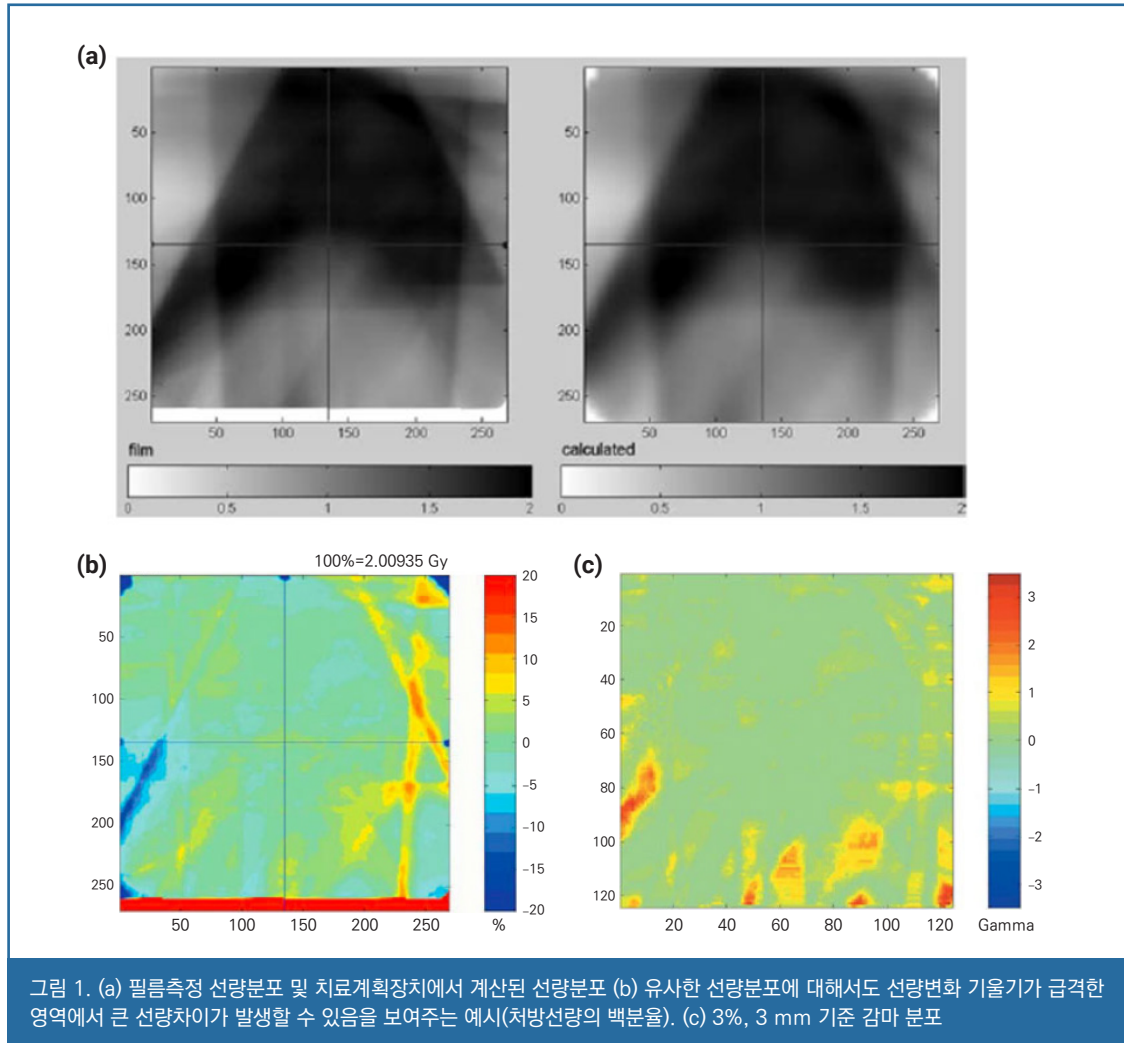 (a)
50
100
150
200
250
50 100 150 200 250
film
0 0.5 1 1.5 2
50
100
150
200
250
50 100 150 200 250
calculated
0 0.5 1 1.5 2
(b)
100%=2.00935 Gy
50
100
150
200
250
50 100 150 200 250
20
15
10
5
0
−5
−10
−15
−20
%
(c)
20
40
60
80
100
120
20 40 60 80 100 120
3
2
1
0
−1
−2
−3
Gamma
그림 1. (a) 필름측정 선량분포 및 치료계획장치에서 계산된 선량분포 (b) 유사한 선량분포에 대해서도 선량변화 기울기가 급격한
영역에서 큰 선량차이가 발생할 수 있음을 보여주는 예시(처방선량의 백분율). (c) 3%, 3 mm 기준 감마 분포